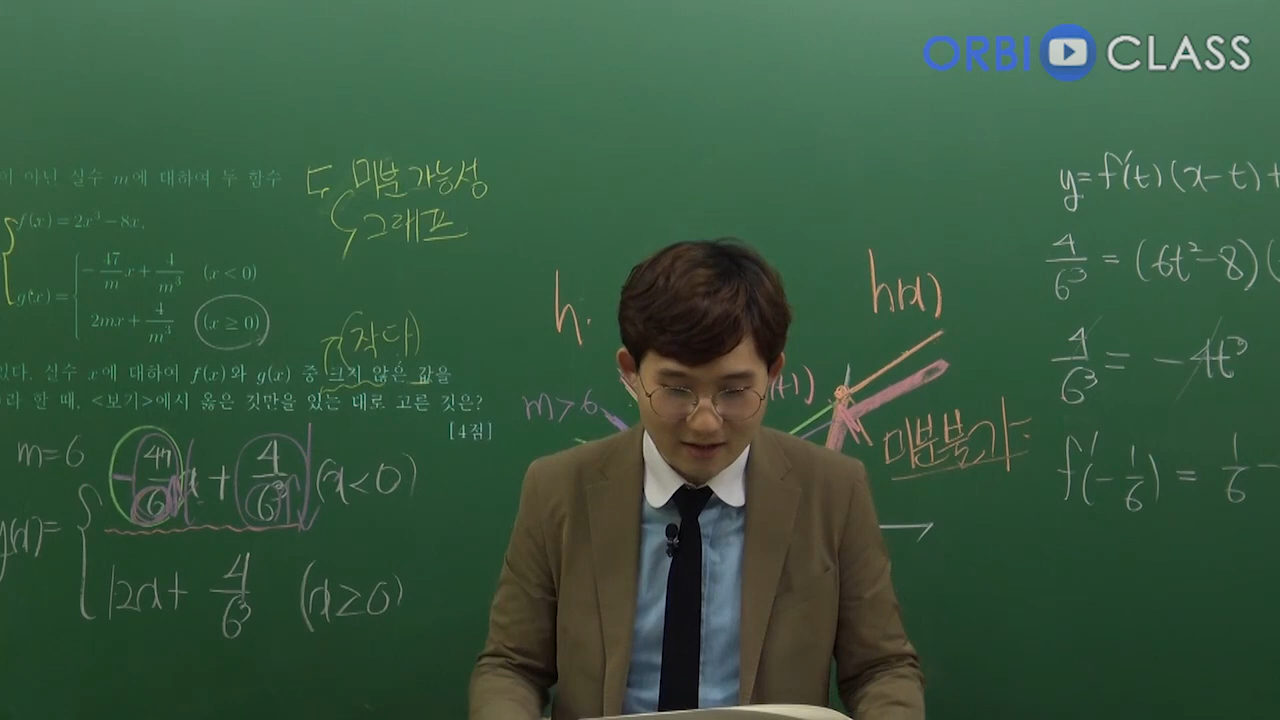 ORBI CLASS
이 아닌 실수 m에 대하여 두 함수
f(x)=2x³-8x,
g(x)=
-47/m x+4/m³ (x<0)
2mx+4/m³ (x≥0)
있다. 실수 x에 대하여 f(x)와 g(x) 중 크지 않은 값을
라 할 때, <보기>에서 옳은 것만을 있는 대로 고른 것은?
[4점]
미분가능성
그래프
(작다)
m=6
g(x)=
-47/6 x + 4/6³ (x<0)
12x+ 4/6³ (x≥0)
h
m>6
h(x)
미분불가
y=f'(t)(x-t)+
4/6³ = (6t²-8)(
4/6³ = -4t³
f'(-1/6) = 1/6 -